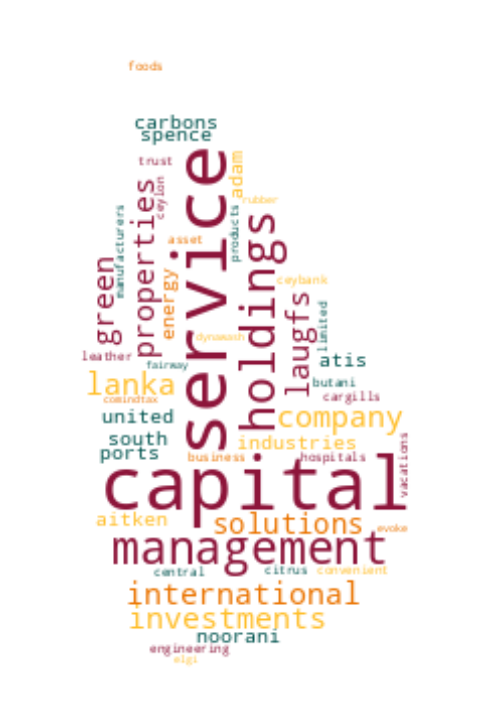 foods
carbons
spence
trust
service
adam
ceylon
rubber
properties
manufacturers
products
holdings
asset
green
energy
ceybank
laugfs
limited
dynawash
leather
fairway
atis
lanka
butani
comindtax
cargills
united
company
south
industries
ports
business
hospitals
vacations
capital
aitken
solutions
evoke
management
central
citrus
convenient
international
investments
noorani
engineering
elgi